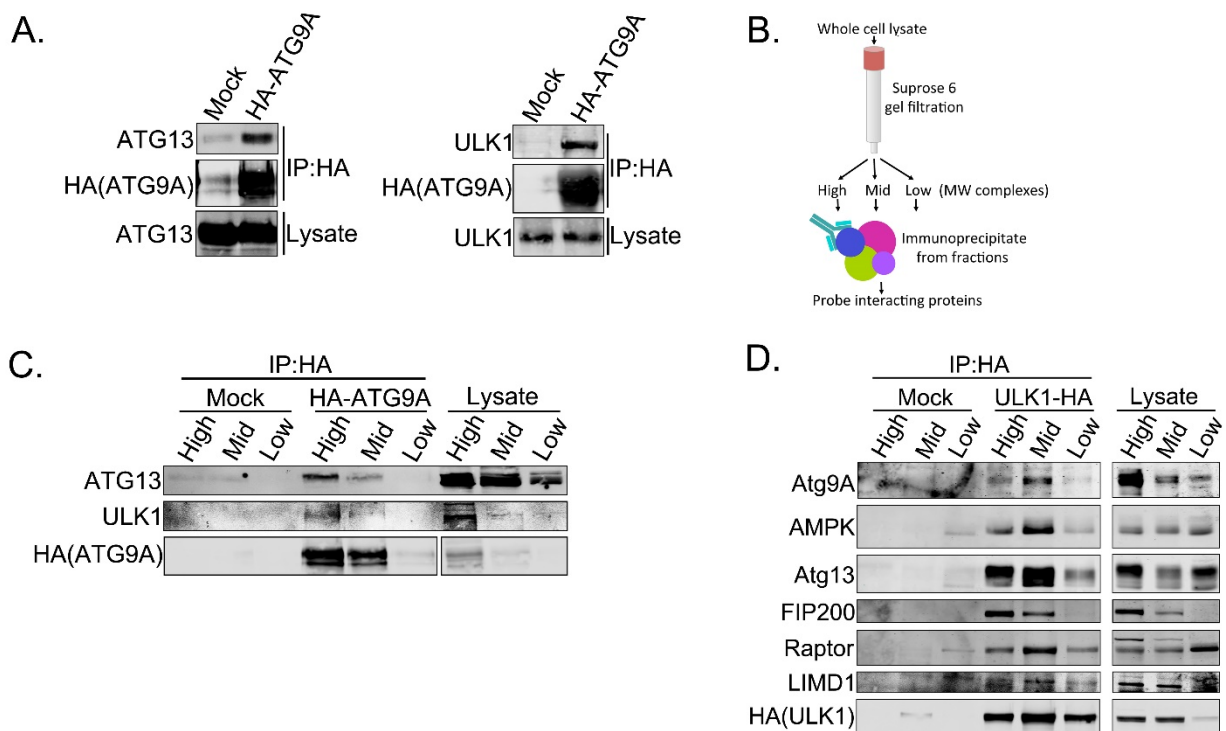 A.
Mock
HA-ATG9A
ATG13
HA(ATG9A)
IP:HA
ATG13
Lysate
Mock
HA-ATG9A
ULK1
HA(ATG9A)
IP:HA
ULK1
Lysate
B.
Whole cell lysate
Suprose 6
gel filtration
High Mid Low (MW complexes)
Immunoprecipitate
from fractions
Probe interacting proteins
C.
IP:HA
Mock HA-ATG9A Lysate
High Mid Low High Mid Low High Mid Low
ATG13
ULK1
HA(ATG9A)
D.
IP:HA
Mock ULK1-HA Lysate
High Mid Low High Mid Low High Mid Low
Atg9A
AMPK
Atg13
FIP200
Raptor
LIMD1
HA(ULK1)